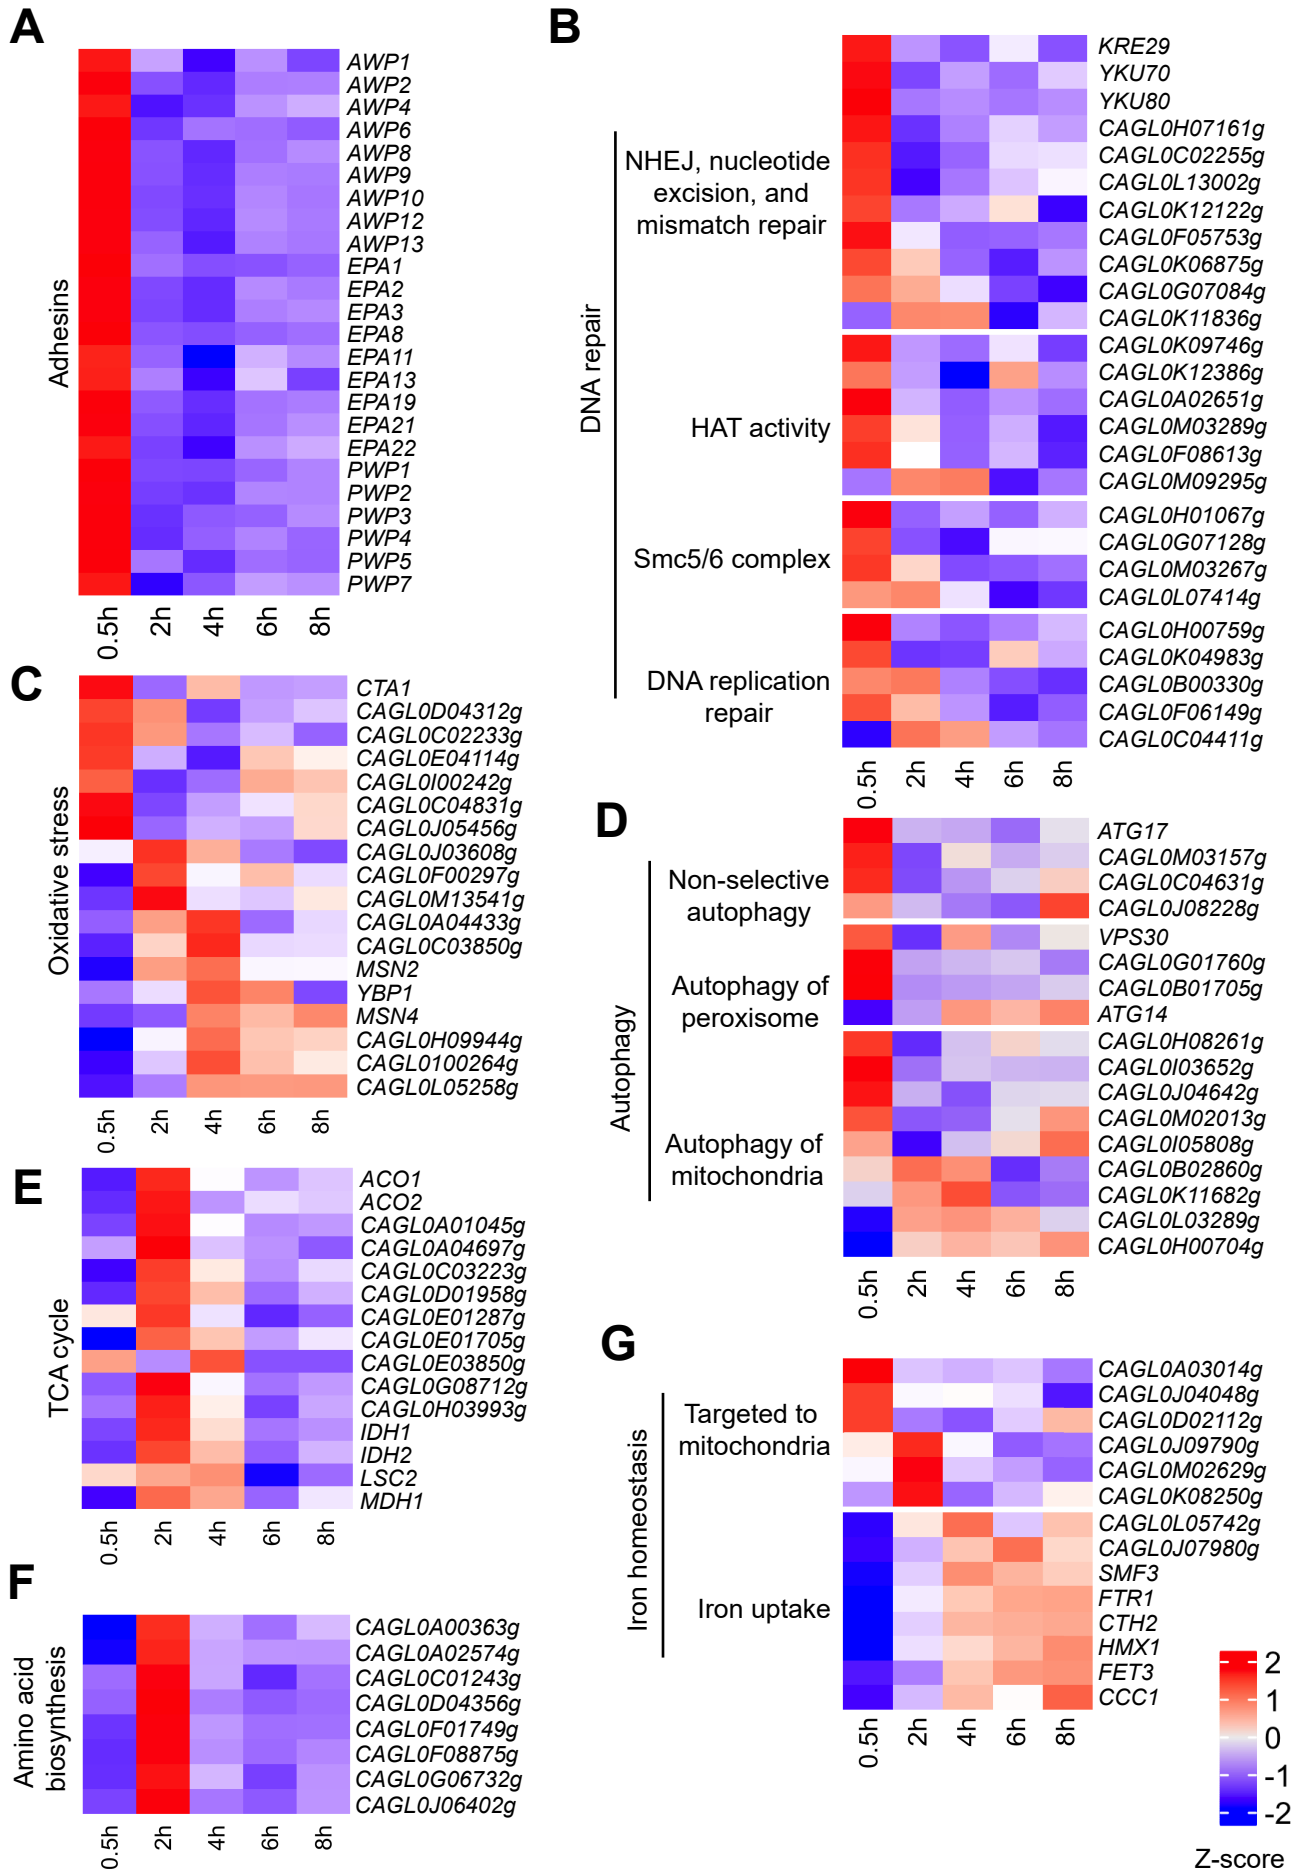 A
AWP1
AWP2
AWP4
AWP6
AWP8
AWP9
AWP10
AWP12
AWP13
EPA1
EPA2
EPA3
EPA8
EPA11
EPA13
EPA19
EPA21
EPA22
PWP1
PWP2
PWP3
PWP4
PWP5
PWP7
Adhesins
0.5h 2h 4h 6h 8h
B
DNA repair
NHEJ, nucleotide
excision, and
mismatch repair
KRE29
YKU70
YKU80
CAGL0H07161g
CAGL0C02255g
CAGL0L13002g
CAGL0K12122g
CAGL0F05753g
CAGL0K06875g
CAGL0G07084g
CAGL0K11836g
HAT activity
CAGL0K09746g
CAGL0K12386g
CAGL0A02651g
CAGL0M03289g
CAGL0F08613g
CAGL0M09295g
Smc5/6 complex
CAGL0H01067g
CAGL0G07128g
CAGL0M03267g
CAGL0L07414g
DNA replication
repair
CAGL0H00759g
CAGL0K04983g
CAGL0B00330g
CAGL0F06149g
CAGL0C04411g
0.5h 2h 4h 6h 8h
C
Oxidative stress
CTA1
CAGL0D04312g
CAGL0C02233g
CAGL0E04114g
CAGL0I00242g
CAGL0C04831g
CAGL0J05456g
CAGL0J03608g
CAGL0F00297g
CAGL0M13541g
CAGL0A04433g
CAGL0C03850g
MSN2
YBP1
MSN4
CAGL0H09944g
CAGL0100264g
CAGL0L05258g
0.5h 2h 4h 6h 8h
D
Autophagy
Non-selective
autophagy
ATG17
CAGL0M03157g
CAGL0C04631g
CAGL0J08228g
Autophagy of
peroxisome
VPS30
CAGL0G01760g
CAGL0B01705g
ATG14
Autophagy of
mitochondria
CAGL0H08261g
CAGL0I03652g
CAGL0J04642g
CAGL0M02013g
CAGL0I05808g
CAGL0B02860g
CAGL0K11682g
CAGL0L03289g
CAGL0H00704g
0.5h 2h 4h 6h 8h
E
TCA cycle
ACO1
ACO2
CAGL0A01045g
CAGL0A04697g
CAGL0C03223g
CAGL0D01958g
CAGL0E01287g
CAGL0E01705g
CAGL0E03850g
CAGL0G08712g
CAGL0H03993g
IDH1
IDH2
LSC2
MDH1
0.5h 2h 4h 6h 8h
F
Amino acid
biosynthesis
CAGL0A00363g
CAGL0A02574g
CAGL0C01243g
CAGL0D04356g
CAGL0F01749g
CAGL0F08875g
CAGL0G06732g
CAGL0J06402g
0.5h 2h 4h 6h 8h
G
Iron homeostasis
Targeted to
mitochondria
CAGL0A03014g
CAGL0J04048g
CAGL0D02112g
CAGL0J09790g
CAGL0M02629g
CAGL0K08250g
Iron uptake
CAGL0L05742g
CAGL0J07980g
SMF3
FTR1
CTH2
HMX1
FET3
CCC1
0.5h 2h 4h 6h 8h
2
1
0
-1
-2
Z-score